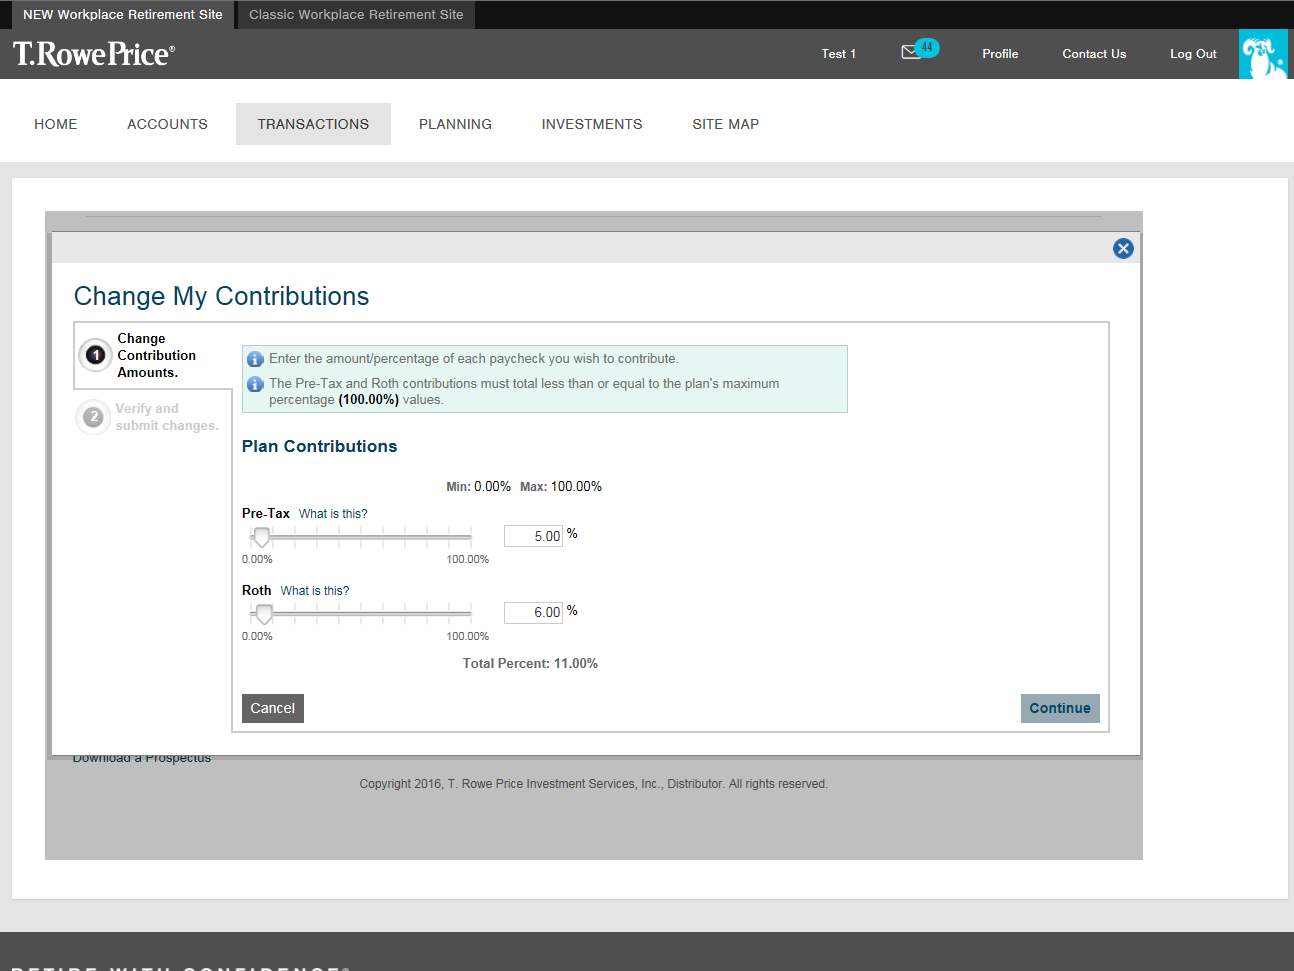 NEW Workplace Retirement Site
Classic Workplace Retirement Site
T.RowePrice®
Test 1
44
Profile
Contact Us
Log Out
HOME
ACCOUNTS
TRANSACTIONS
PLANNING
INVESTMENTS
SITE MAP
Change My Contributions
1
Change
Contribution
Amounts.
2
Verify and
submit changes.
Enter the amount/percentage of each paycheck you wish to contribute.
The Pre-Tax and Roth contributions must total less than or equal to the plan's maximum
percentage (100.00%) values.
Plan Contributions
Min: 0.00% Max: 100.00%
Pre-Tax What is this?
5.00 %
0.00% 100.00%
Roth What is this?
6.00 %
0.00% 100.00%
Total Percent: 11.00%
Cancel
Continue
Download a Prospectus
Copyright 2016, T. Rowe Price Investment Services, Inc., Distributor. All rights reserved.
RETIRE WITH CONFIDENCE®